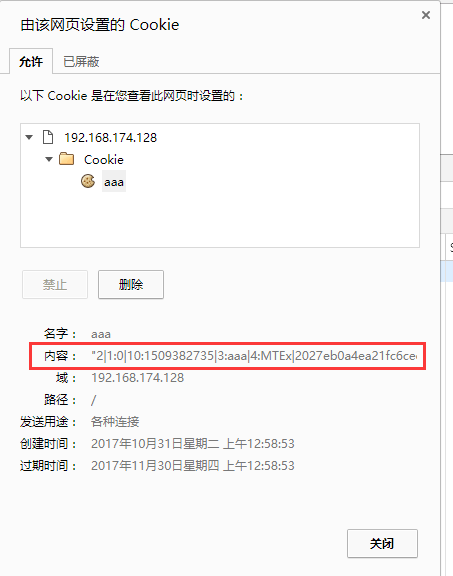 由该网页设置的 Cookie
允许 已屏蔽
以下 Cookie 是在您查看此网页时设置的：
192.168.174.128
Cookie
aaa
禁止 删除
名字： aaa
内容： "2|1:0|10:1509382735|3:aaa|4:MTEx|2027eb0a4ea21fc6cee
域： 192.168.174.128
路径： /
发送用途： 各种连接
创建时间： 2017年10月31日星期二 上午12:58:53
过期时间： 2017年11月30日星期四 上午12:58:53
关闭